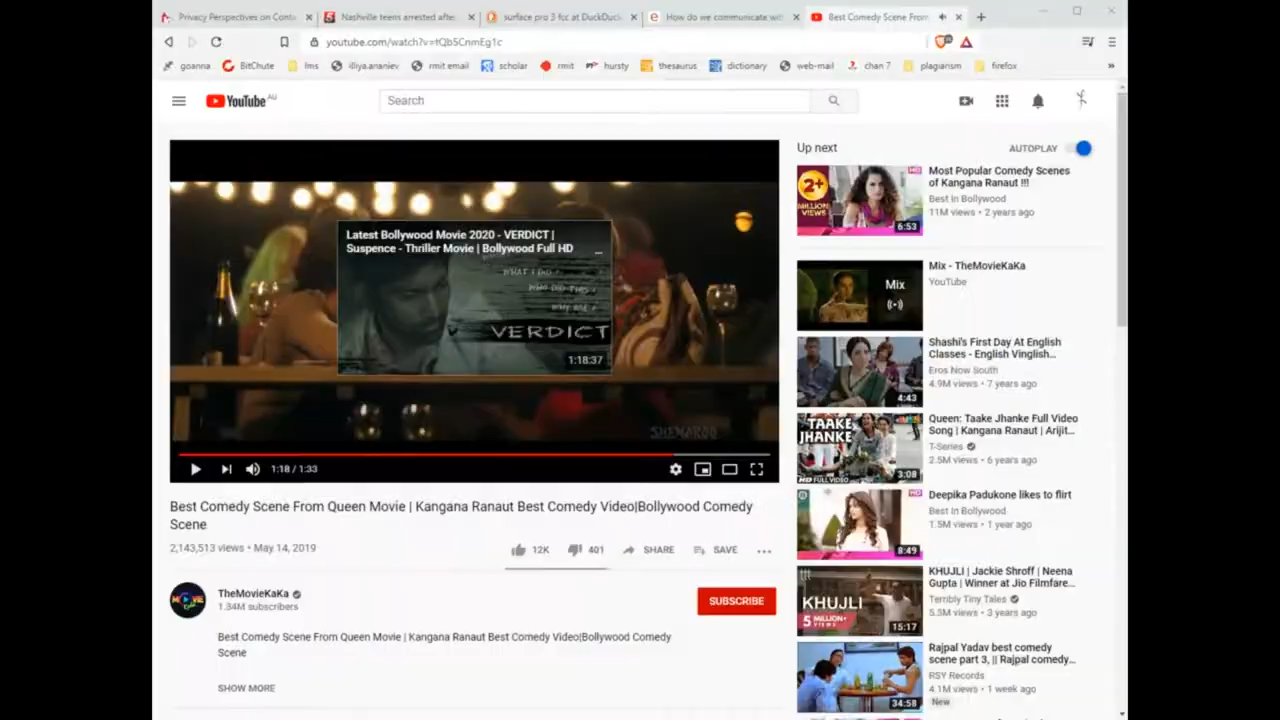 Privacy Perspectives on Conta
Nashville teens arrested after
surface pro 3 fcc at DuckDuck
How do we communicate wit
Best Comedy Scene From
youtube.com/watch?v=tQb5CnmEg1c
goanna
BitChute
lms
illiya.ananiev
rmit email
scholar
rmit
hursty
thesaurus
dictionary
web-mail
chan 7
plagiarism
firefox
YouTube AU
Search
Latest Bollywood Movie 2020 - VERDICT |
Suspence - Thriller Movie | Bollywood Full HD
WHAT I DID ?
WHO DID THIS ?
WHY ME ?
VERDICT
1:18:37
SHEMAROO
1:18 / 1:33
Best Comedy Scene From Queen Movie | Kangana Ranaut Best Comedy Video|Bollywood Comedy
Scene
2,143,513 views • May 14, 2019
12K
401
SHARE
SAVE
TheMovieKaKa
1.34M subscribers
SUBSCRIBE
Best Comedy Scene From Queen Movie | Kangana Ranaut Best Comedy Video|Bollywood Comedy
Scene
SHOW MORE
Up next
AUTOPLAY
2+
MILLION
VIEWS
6:53
Most Popular Comedy Scenes
of Kangana Ranaut !!!
Best In Bollywood
11M views • 2 years ago
Mix
Mix - TheMovieKaKa
YouTube
4:43
Shashi's First Day At English
Classes - English Vinglish...
Eros Now South
4.9M views • 7 years ago
TAAKE
JHANKE
HD FULL VIDEO
3:08
Queen: Taake Jhanke Full Video
Song | Kangana Ranaut | Arijit...
T-Series
2.5M views • 6 years ago
8:49
Deepika Padukone likes to flirt
Best In Bollywood
1.5M views • 1 year ago
KHUJLI
5 MILLION+
VIEWS
15:17
KHUJLI | Jackie Shroff | Neena
Gupta | Winner at Jio Filmfare...
Terribly Tiny Tales
5.3M views • 3 years ago
34:58
Rajpal Yadav best comedy
scene part 3, || Rajpal comedy...
RSY Records
4.1M views • 1 week ago
New